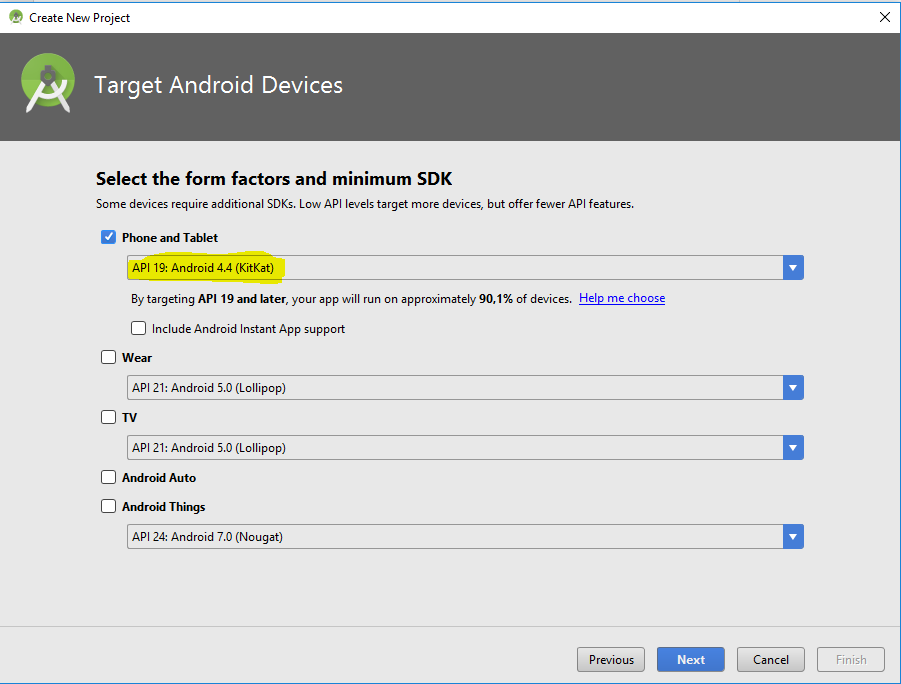 Create New Project
Target Android Devices
Select the form factors and minimum SDK
Some devices require additional SDKs. Low API levels target more devices, but offer fewer API features.
Phone and Tablet
API 19: Android 4.4 (KitKat)
By targeting API 19 and later, your app will run on approximately 90,1% of devices. Help me choose
Include Android Instant App support
Wear
API 21: Android 5.0 (Lollipop)
TV
API 21: Android 5.0 (Lollipop)
Android Auto
Android Things
API 24: Android 7.0 (Nougat)
Previous Next Cancel Finish